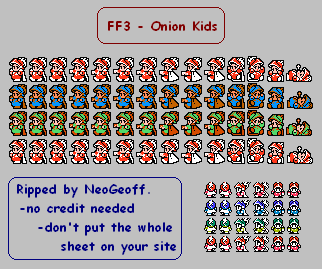 FF3 - Onion Kids
Ripped by NeoGeoff.
-no credit needed
-don't put the whole
sheet on your site